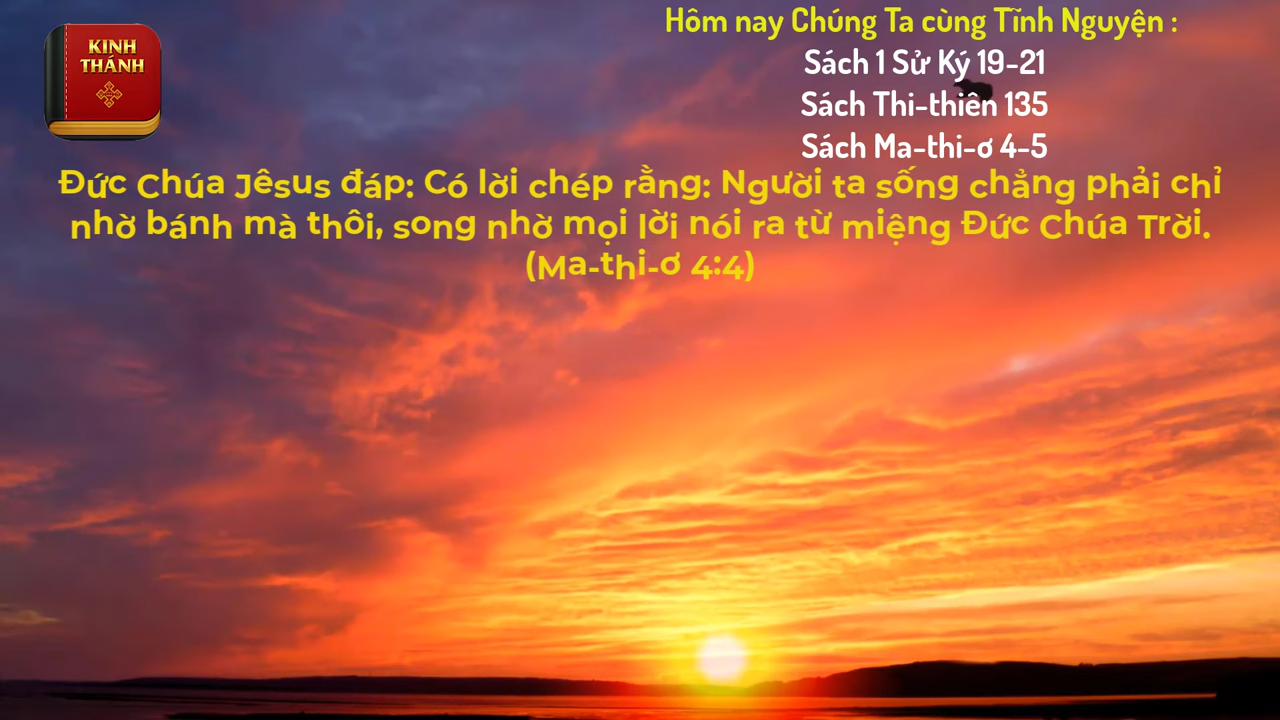 KINH
THÁNH
Hôm nay Chúng Ta cùng Tĩnh Nguyện :
Sách 1 Sử Ký 19-21
Sách Thi-thiên 135
Sách Ma-thi-ơ 4-5
Đức Chúa Jêsus đáp: Có lời chép rằng: Người ta sống chẳng phải chỉ
nhờ bánh mà thôi, song nhờ mọi lời nói ra từ miệng Đức Chúa Trời.
(Ma-thi-ơ 4:4)